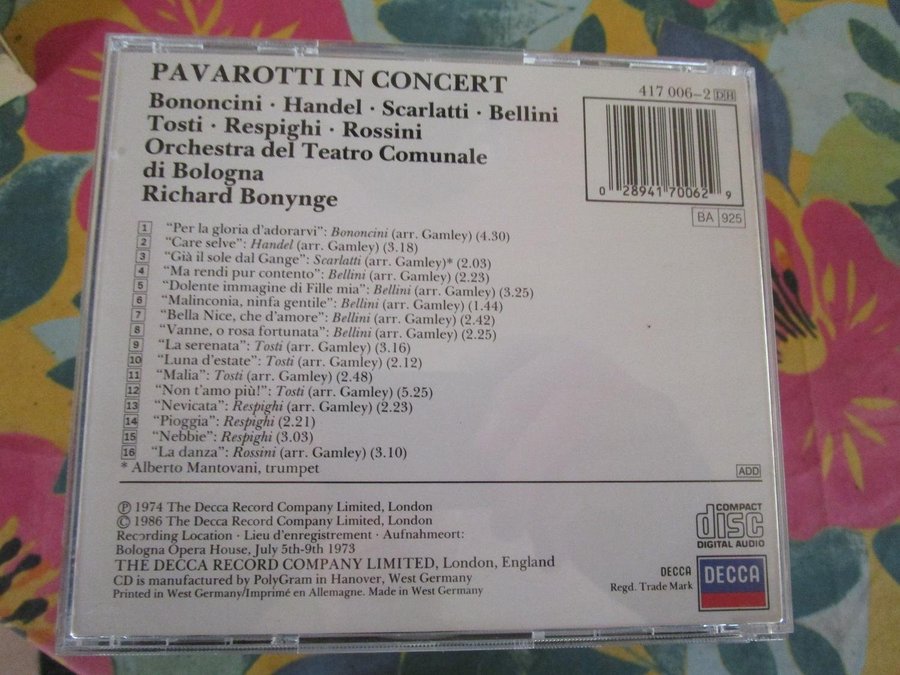 PAVAROTTI IN CONCERT
417 006-2 DH
Bononcini · Handel · Scarlatti · Bellini
Tosti · Respighi · Rossini
Orchestra del Teatro Comunale
di Bologna
Richard Bonynge
0 28941 70062 9
BA 925
1 "Per la gloria d'adorarvi": Bononcini (arr. Gamley) (4.30)
2 "Care selve": Handel (arr. Gamley) (3.18)
3 "Già il sole dal Gange": Scarlatti (arr. Gamley)* (2.03)
4 "Ma rendi pur contento": Bellini (arr. Gamley) (2.23)
5 "Dolente immagine di Fille mia": Bellini (arr. Gamley) (3.25)
6 "Malinconia, ninfa gentile": Bellini (arr. Gamley) (1.44)
7 "Bella Nice, che d'amore": Bellini (arr. Gamley) (2.42)
8 "Vanne, o rosa fortunata": Bellini (arr. Gamley) (2.25)
9 "La serenata": Tosti (arr. Gamley) (3.16)
10 "Luna d'estate": Tosti (arr. Gamley) (2.12)
11 "Malia": Tosti (arr. Gamley) (2.48)
12 "Non t'amo più!": Tosti (arr. Gamley) (5.25)
13 "Nevicata": Respighi (arr. Gamley) (2.23)
14 "Pioggia": Respighi (2.21)
15 "Nebbie": Respighi (3.03)
16 "La danza": Rossini (arr. Gamley) (3.10)
* Alberto Mantovani, trumpet
ADD
Ⓟ 1974 The Decca Record Company Limited, London
© 1986 The Decca Record Company Limited, London
Recording Location · Lieu d'enregistrement · Aufnahmeort:
Bologna Opera House, July 5th-9th 1973
THE DECCA RECORD COMPANY LIMITED, London, England
CD is manufactured by PolyGram in Hanover, West Germany
Printed in West Germany/Imprimé en Allemagne. Made in West Germany
COMPACT
disc
DIGITAL AUDIO
DECCA
Regd. Trade Mark
DECCA